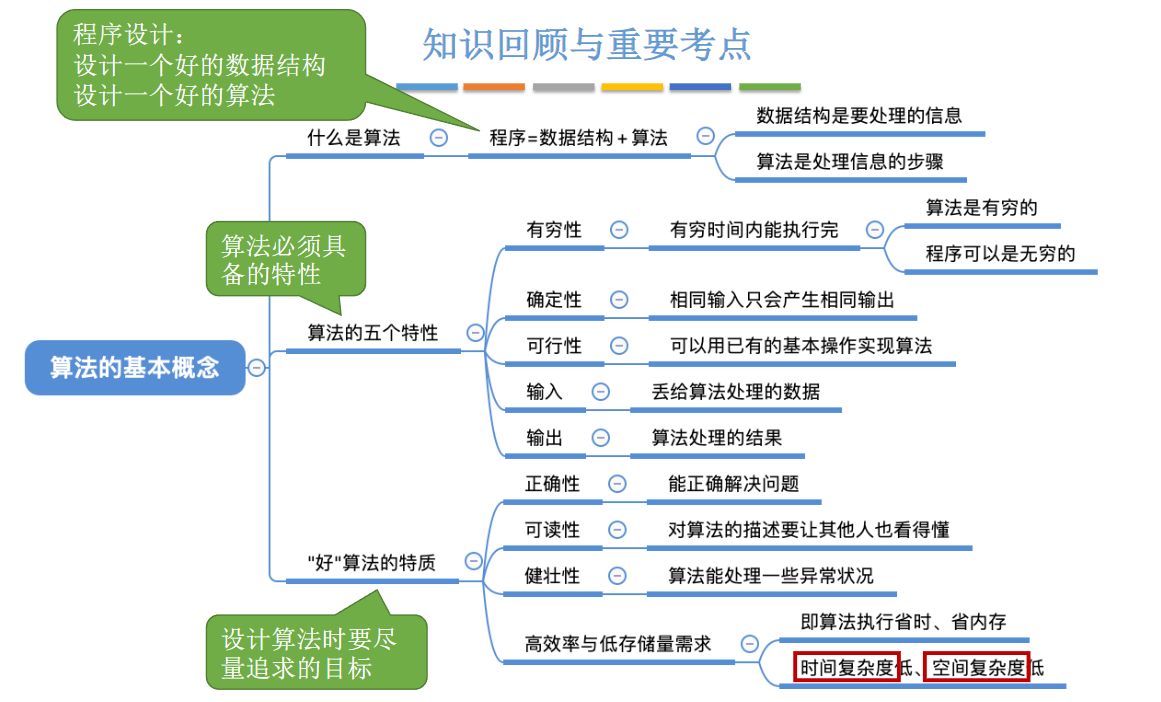 程序设计：
设计一个好的数据结构
设计一个好的算法
知识回顾与重要考点
什么是算法
程序=数据结构+算法
数据结构是要处理的信息
算法是处理信息的步骤
算法必须具
备的特性
算法的五个特性
有穷性
有穷时间内能执行完
算法是有穷的
程序可以是无穷的
确定性
相同输入只会产生相同输出
可行性
可以用已有的基本操作实现算法
输入
丢给算法处理的数据
输出
算法处理的结果
算法的基本概念
"好"算法的特质
正确性
能正确解决问题
可读性
对算法的描述要让其他人也看得懂
健壮性
算法能处理一些异常状况
高效率与低存储量需求
即算法执行省时、省内存
时间复杂度低、空间复杂度低
设计算法时要尽
量追求的目标